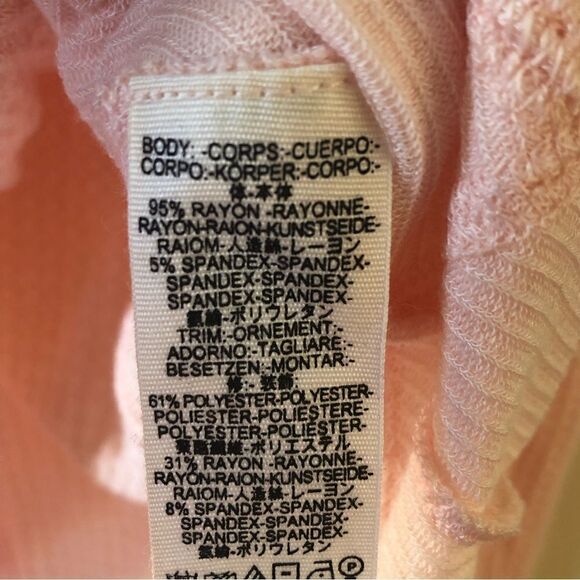 BODY: -CORPS:-CUERPO:-
CORPO:-KÖRPER:-CORPO:-
体:本体
95% RAYON -RAYONNE-
RAYON-RAION-KUNSTSEIDE-
RAIOM-人造絲-レーヨン
5% SPANDEX-SPANDEX-
SPANDEX-SPANDEX-
SPANDEX-SPANDEX-
氨綸-ポリウレタン
TRIM:-ORNEMENT:-
ADORNO:-TAGLIARE:-
BESETZEN:-MONTAR:-
61% POLYESTER-POLYESTER-
POLIESTER-POLIESTERE-
POLYESTER-POLIESTER-
聚酯纖維-ポリエステル
31% RAYON -RAYONNE-
RAYON-RAION-KUNSTSEIDE-
RAIOM-人造絲-レーヨン
8% SPANDEX-SPANDEX-
SPANDEX-SPANDEX-
SPANDEX-SPANDEX-
氨綸-ポリウレタン
P